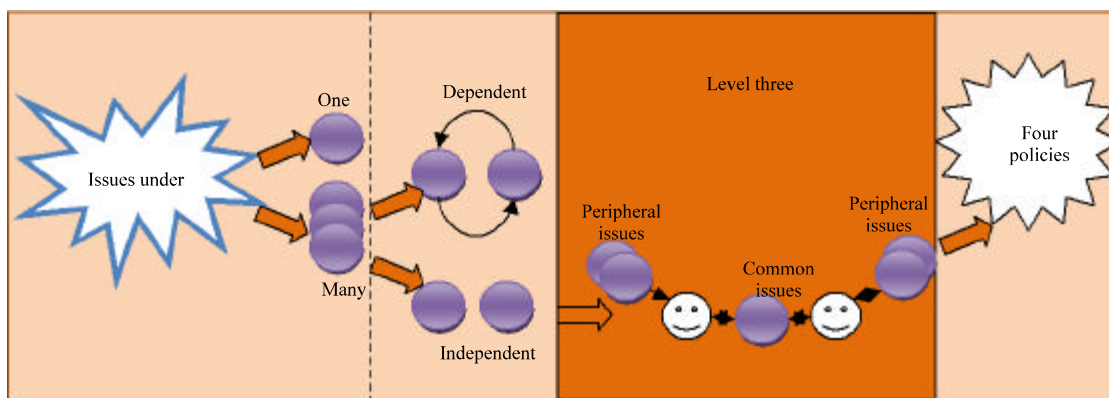 Issues under
One
Many
Dependent
Independent
Level three
Peripheral
issues
Common
issues
Peripheral
issues
Four
policies